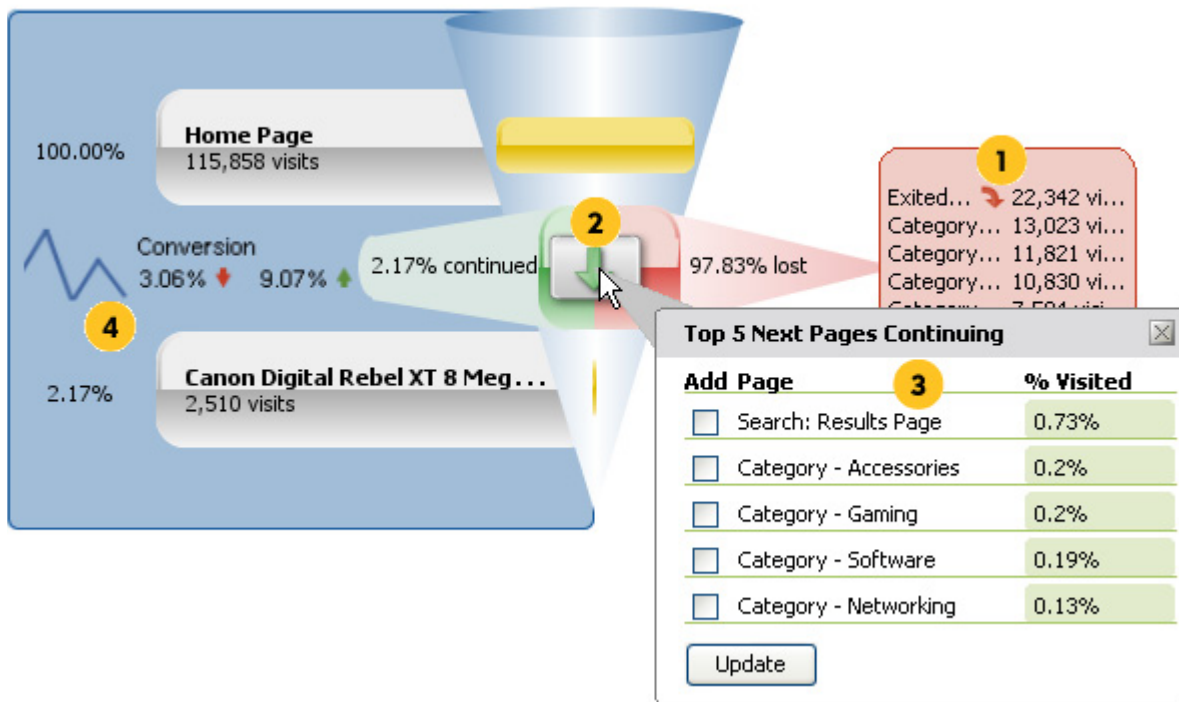 Home Page
100.00%
115,858 visits
1
Exited... 22,342 vi...
Category... 13,023 vi...
Category... 11,821 vi...
Category... 10,830 vi...
2
Conversion
3.06% 9.07%
2.17% continued
97.83% lost
4
2.17%
Canon Digital Rebel XT 8 Meg...
2,510 visits
Top 5 Next Pages Continuing
3
Add Page % Visited
Search: Results Page 0.73%
Category - Accessories 0.2%
Category - Gaming 0.2%
Category - Software 0.19%
Category - Networking 0.13%
Update